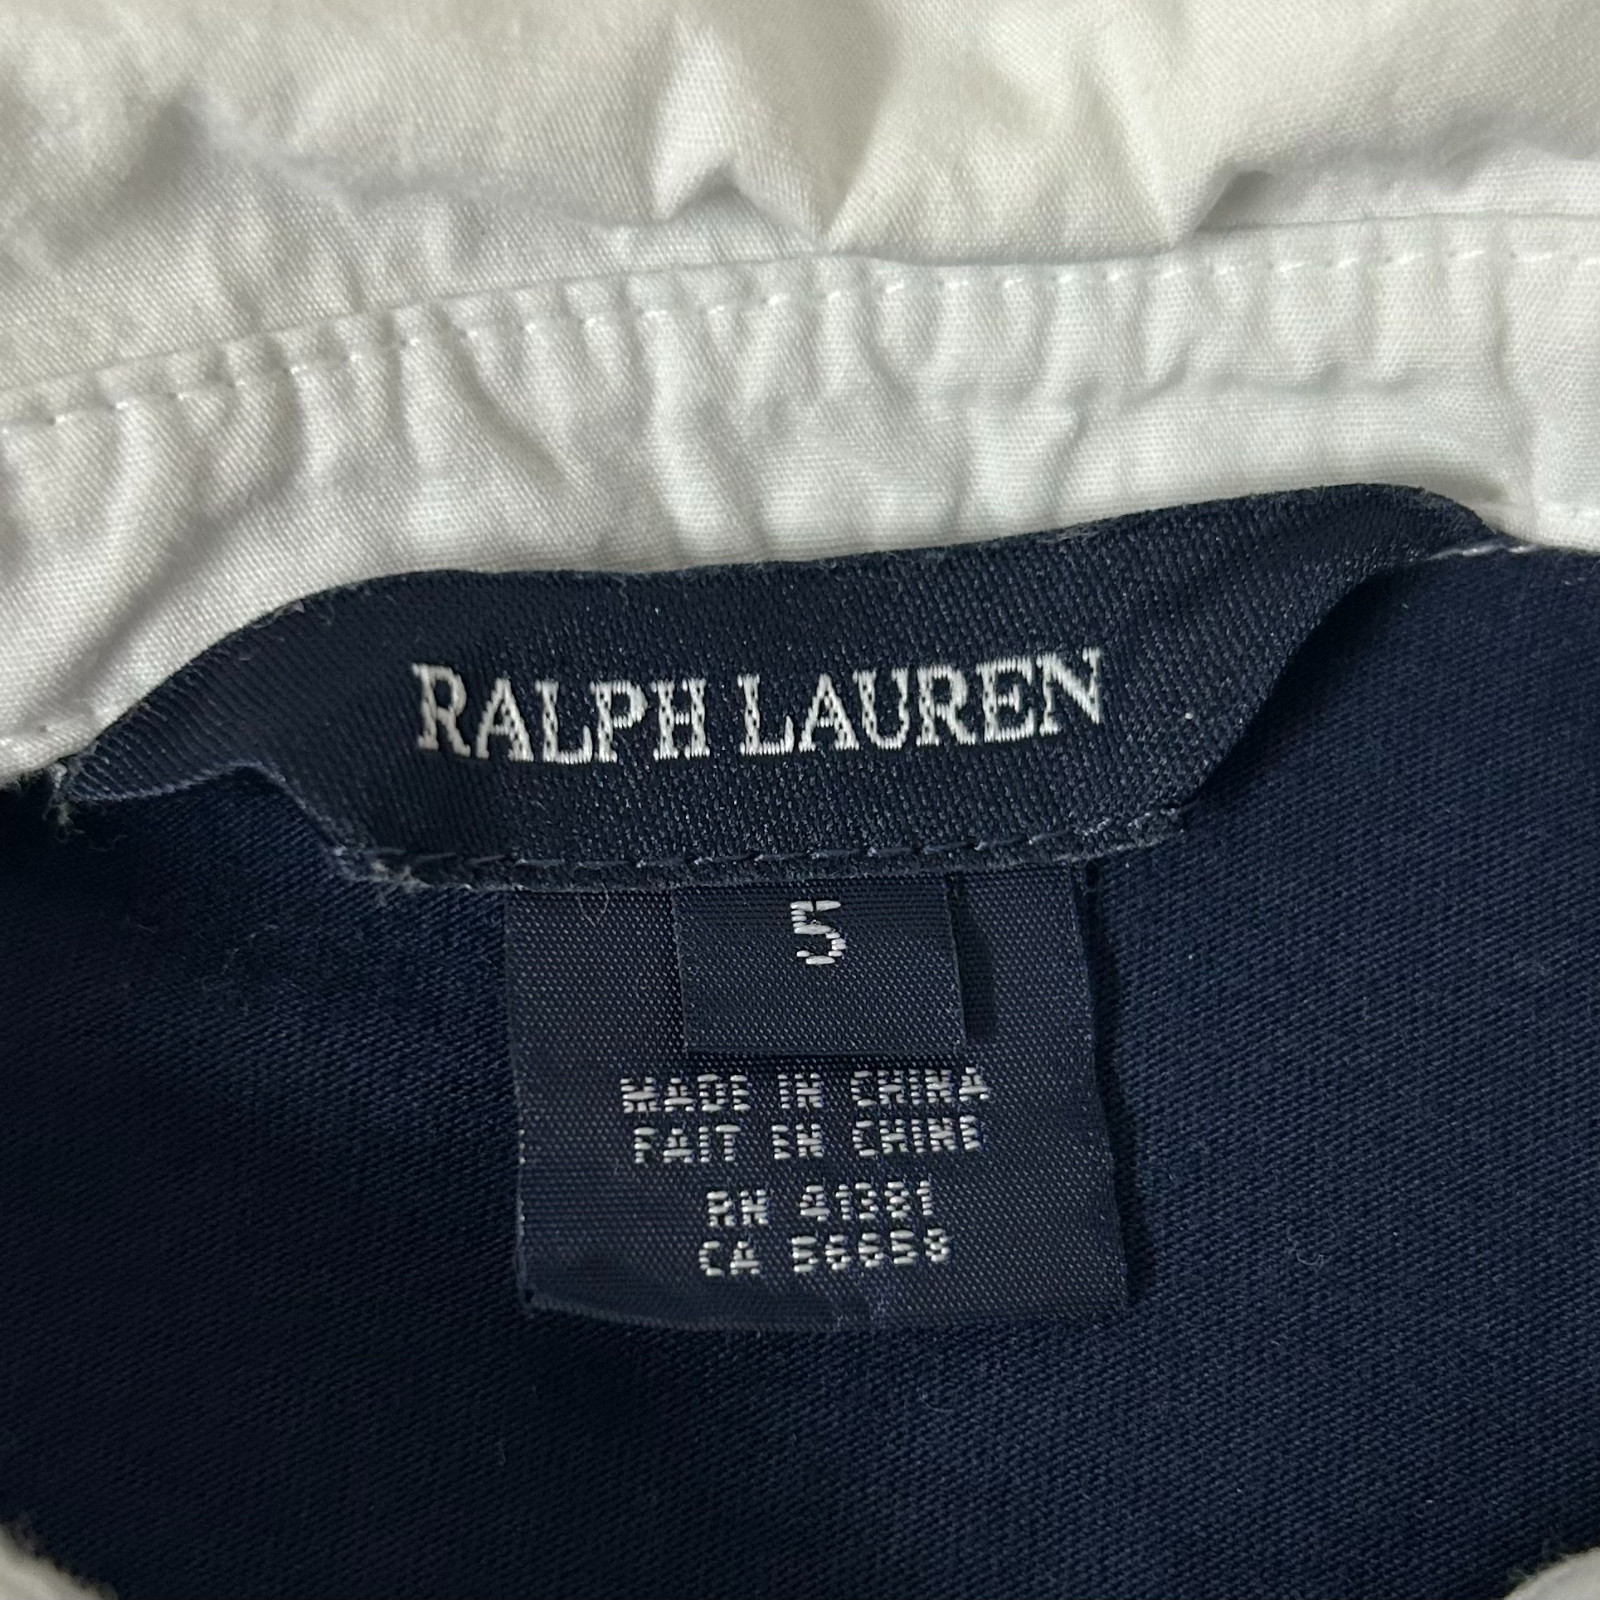 RALPH LAUREN
5
MADE IN CHINA
FAIT EN CHINE
RN 41381
CA 56658